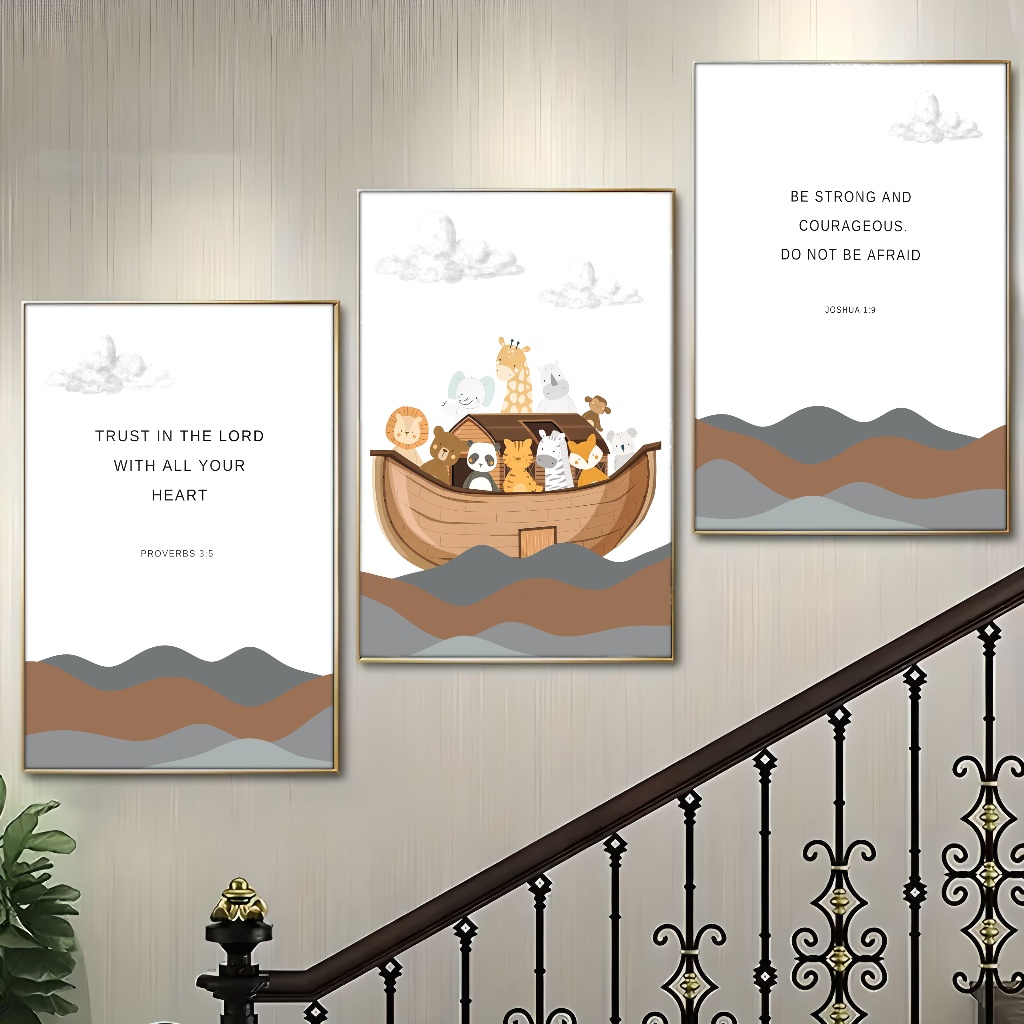 TRUST IN THE LORD
WITH ALL YOUR
HEART
PROVERBS 3:5
BE STRONG AND
COURAGEOUS.
DO NOT BE AFRAID
JOSHUA 1:9